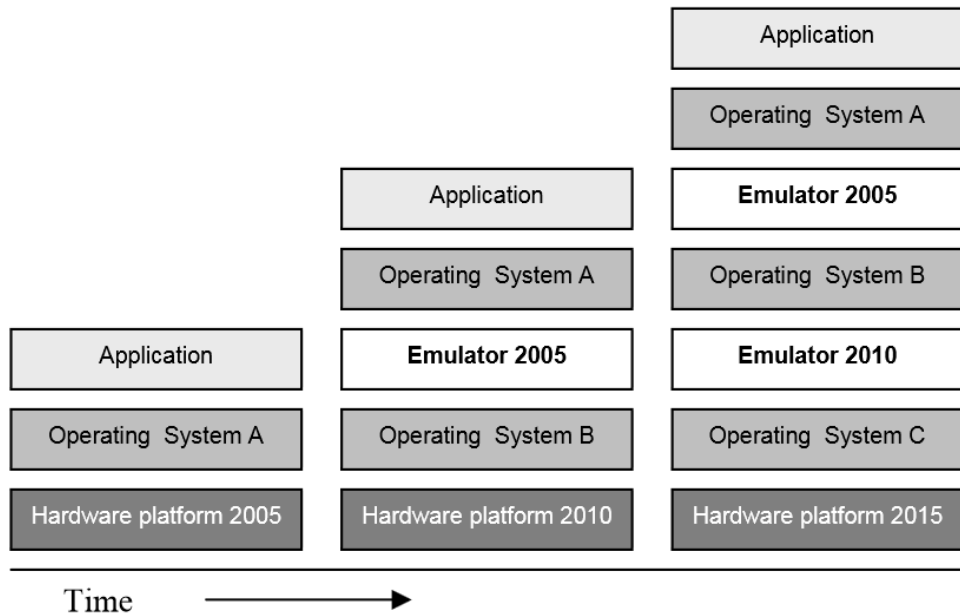 Application
Operating System A
Application
Emulator 2005
Operating System A
Operating System B
Application
Emulator 2005
Emulator 2010
Operating System A
Operating System B
Operating System C
Hardware platform 2005
Hardware platform 2010
Hardware platform 2015
Time